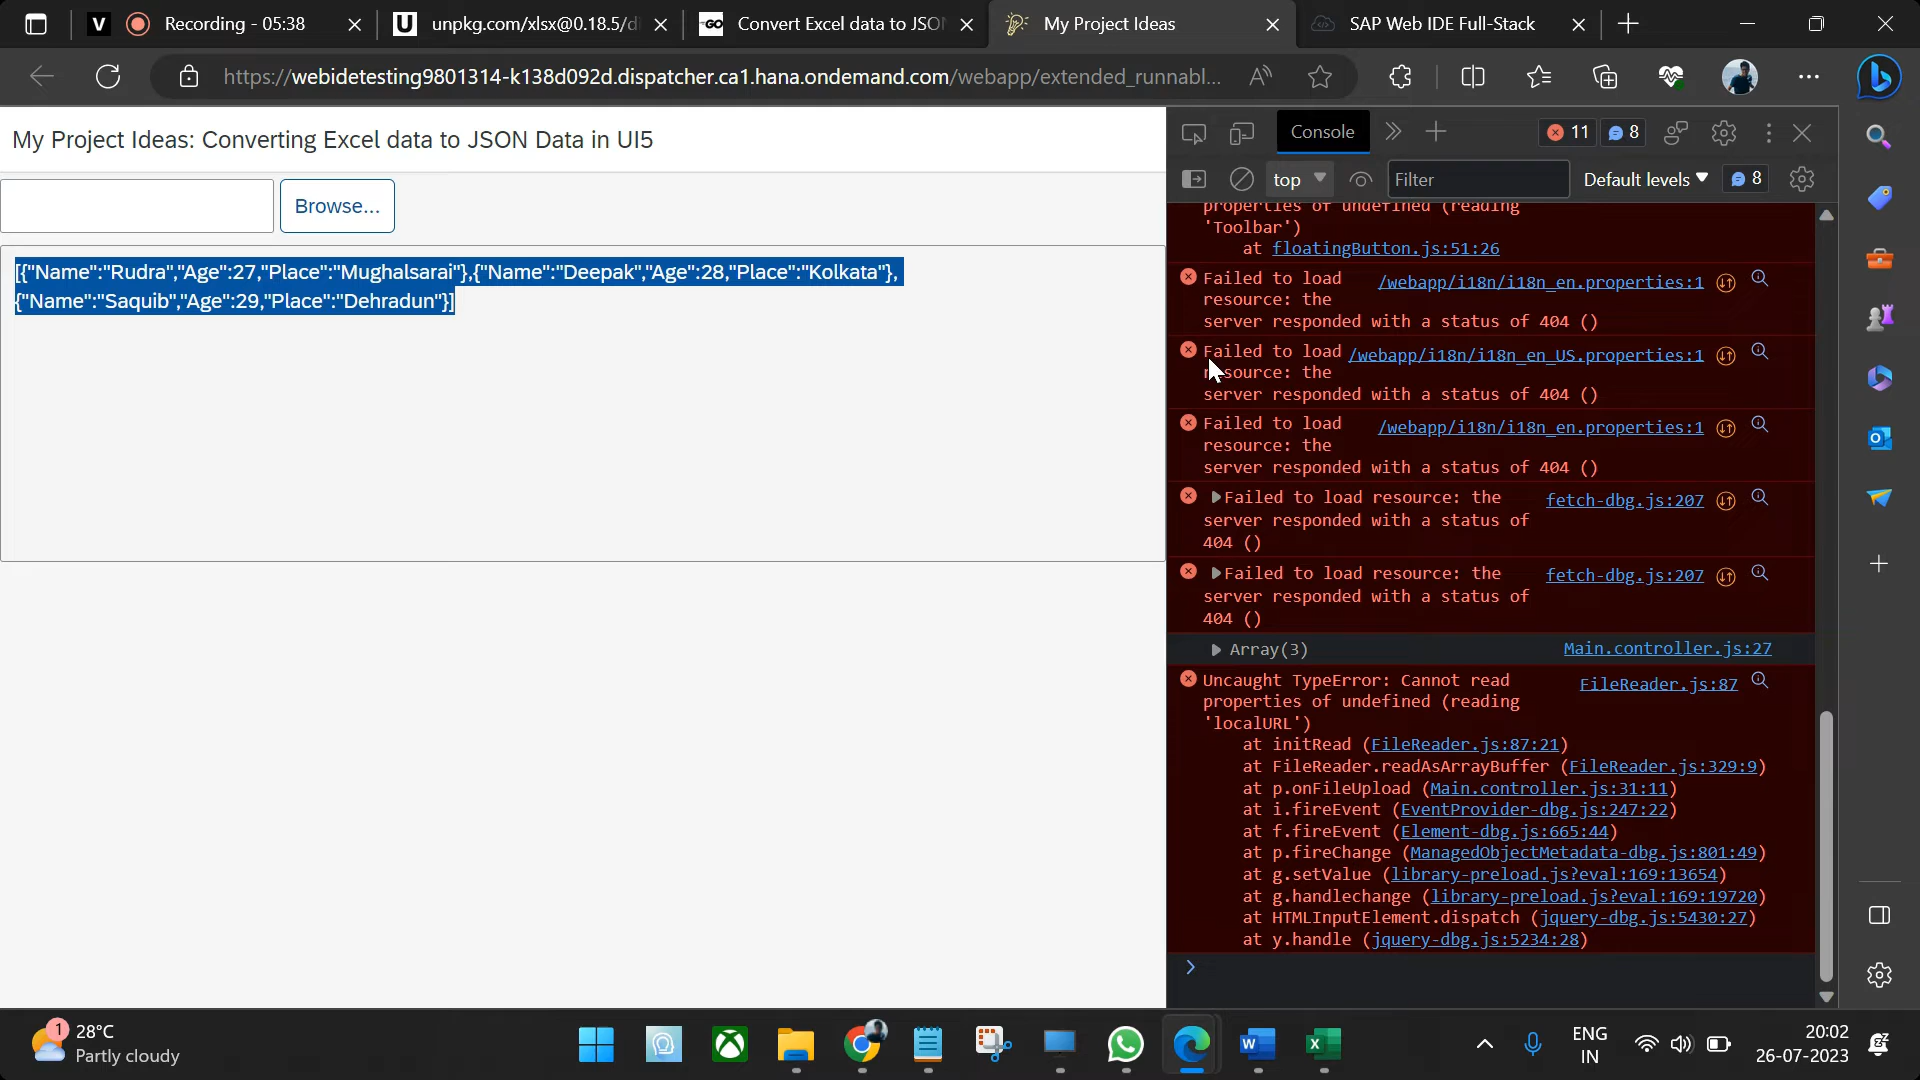 V Recording - 05:38
U unpkg.com/xlsx@0.18.5/di
GO Convert Excel data to JSON
My Project Ideas
SAP Web IDE Full-Stack
https://webidetesting9801314-k138d092d.dispatcher.ca1.hana.ondemand.com/webapp/extended_runnabl...
My Project Ideas: Converting Excel data to JSON Data in UI5
Browse...
[{"Name":"Rudra","Age":27,"Place":"Mughalsarai"},{"Name":"Deepak","Age":28,"Place":"Kolkata"},
{"Name":"Saquib","Age":29,"Place":"Dehradun"}]
Console
11 8
top Filter Default levels 8
properties of undefined (reading
'Toolbar')
at floatingButton.js:51:26
Failed to load /webapp/i18n/i18n_en.properties:1
resource: the
server responded with a status of 404 ()
Failed to load /webapp/i18n/i18n_en_US.properties:1
resource: the
server responded with a status of 404 ()
Failed to load /webapp/i18n/i18n_en.properties:1
resource: the
server responded with a status of 404 ()
Failed to load resource: the fetch-dbg.js:207
server responded with a status of
404 ()
Failed to load resource: the fetch-dbg.js:207
server responded with a status of
404 ()
Array(3) Main.controller.js:27
Uncaught TypeError: Cannot read FileReader.js:87
properties of undefined (reading
'localURL')
at initRead (FileReader.js:87:21)
at FileReader.readAsArrayBuffer (FileReader.js:329:9)
at p.onFileUpload (Main.controller.js:31:11)
at i.fireEvent (EventProvider-dbg.js:247:22)
at f.fireEvent (Element-dbg.js:665:44)
at p.fireChange (ManagedObjectMetadata-dbg.js:801:49)
at g.setValue (library-preload.js?eval:169:13654)
at g.handlechange (library-preload.js?eval:169:19720)
at HTMLInputElement.dispatch (jquery-dbg.js:5430:27)
at y.handle (jquery-dbg.js:5234:28)
1 28°C
Partly cloudy
ENG
IN
20:02
26-07-2023